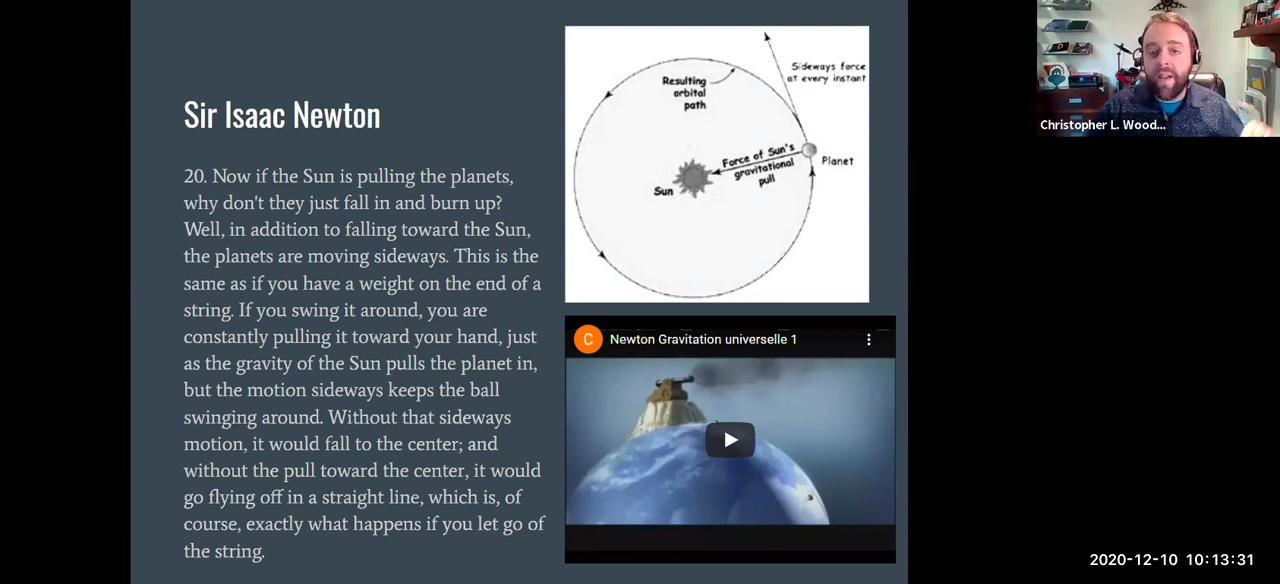 Sir Isaac Newton
20. Now if the Sun is pulling the planets,
why don't they just fall in and burn up?
Well, in addition to falling toward the Sun,
the planets are moving sideways. This is the
same as if you have a weight on the end of a
string. If you swing it around, you are
constantly pulling it toward your hand, just
as the gravity of the Sun pulls the planet in,
but the motion sideways keeps the ball
swinging around. Without that sideways
motion, it would fall to the center; and
without the pull toward the center, it would
go flying off in a straight line, which is, of
course, exactly what happens if you let go of
the string.
Sideways force
at every instant
Resulting
orbital
path
Force of Sun's
gravitational
pull
Planet
Sun
C
Newton Gravitation universelle 1
Christopher L. Wood...
2020-12-10 10:13:31